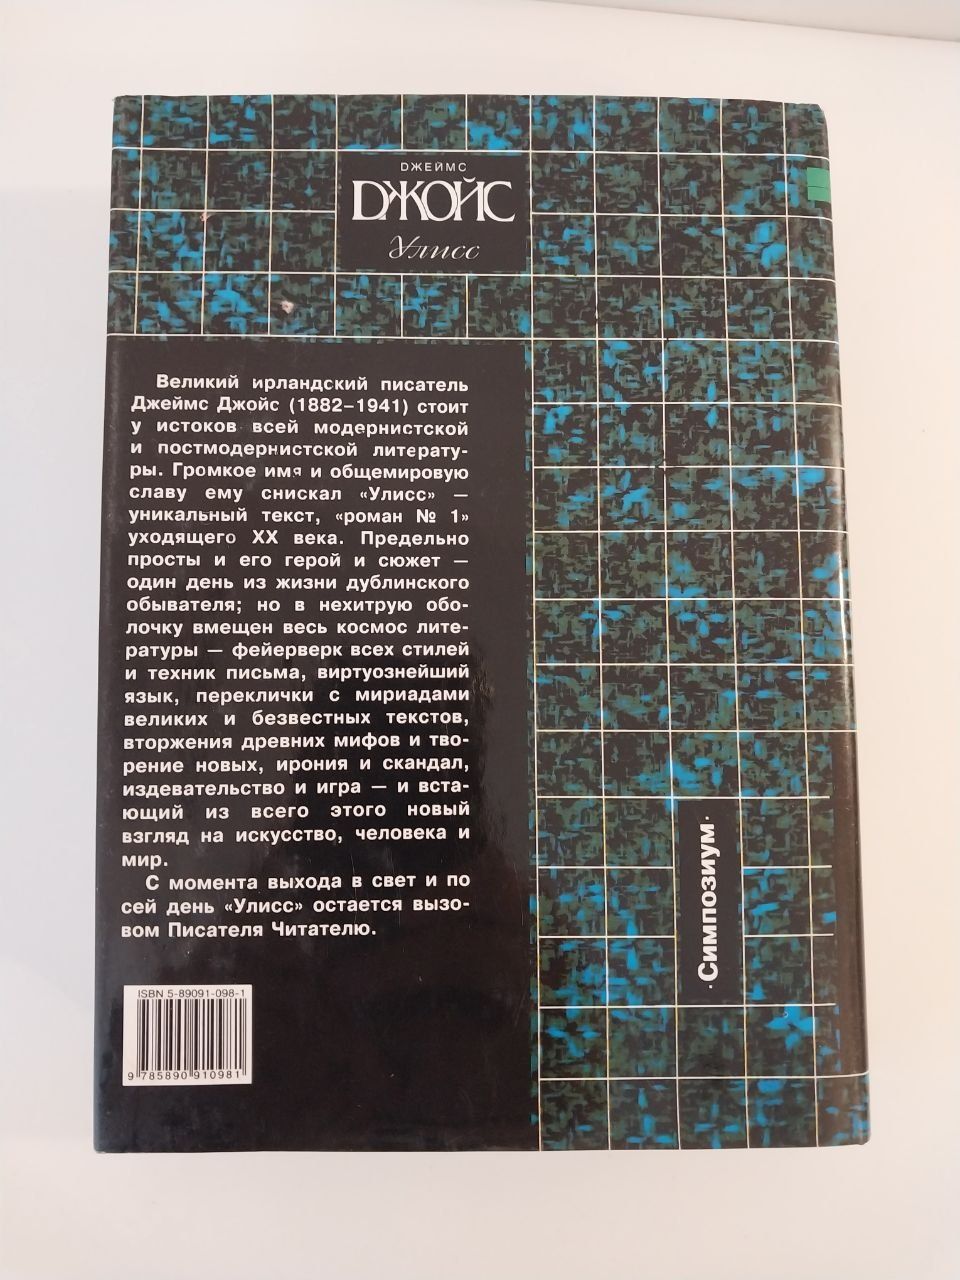 ДЖЕЙМС
ДЖОЙС
Улисс
Великий ирландский писатель
Джеймс Джойс (1882–1941) стоит
у истоков всей модернистской
и постмодернистской литерату-
ры. Громкое имя и общемировую
славу ему снискал «Улисс» —
уникальный текст, «роман № 1»
уходящего XX века. Предельно
просты и его герой и сюжет —
один день из жизни дублинского
обывателя; но в нехитрую обо-
лочку вмещен весь космос лите-
ратуры — фейерверк всех стилей
и техник письма, виртуознейший
язык, переклички с мириадами
великих и безвестных текстов,
вторжения древних мифов и тво-
рение новых, ирония и скандал,
издевательство и игра — и вста-
ющий из всего этого новый
взгляд на искусство, человека и
мир.
С момента выхода в свет и по
сей день «Улисс» остается вызо-
вом Писателя Читателю.
·Симпозиум·
ISBN 5-89091-098-1
9 785890 910981